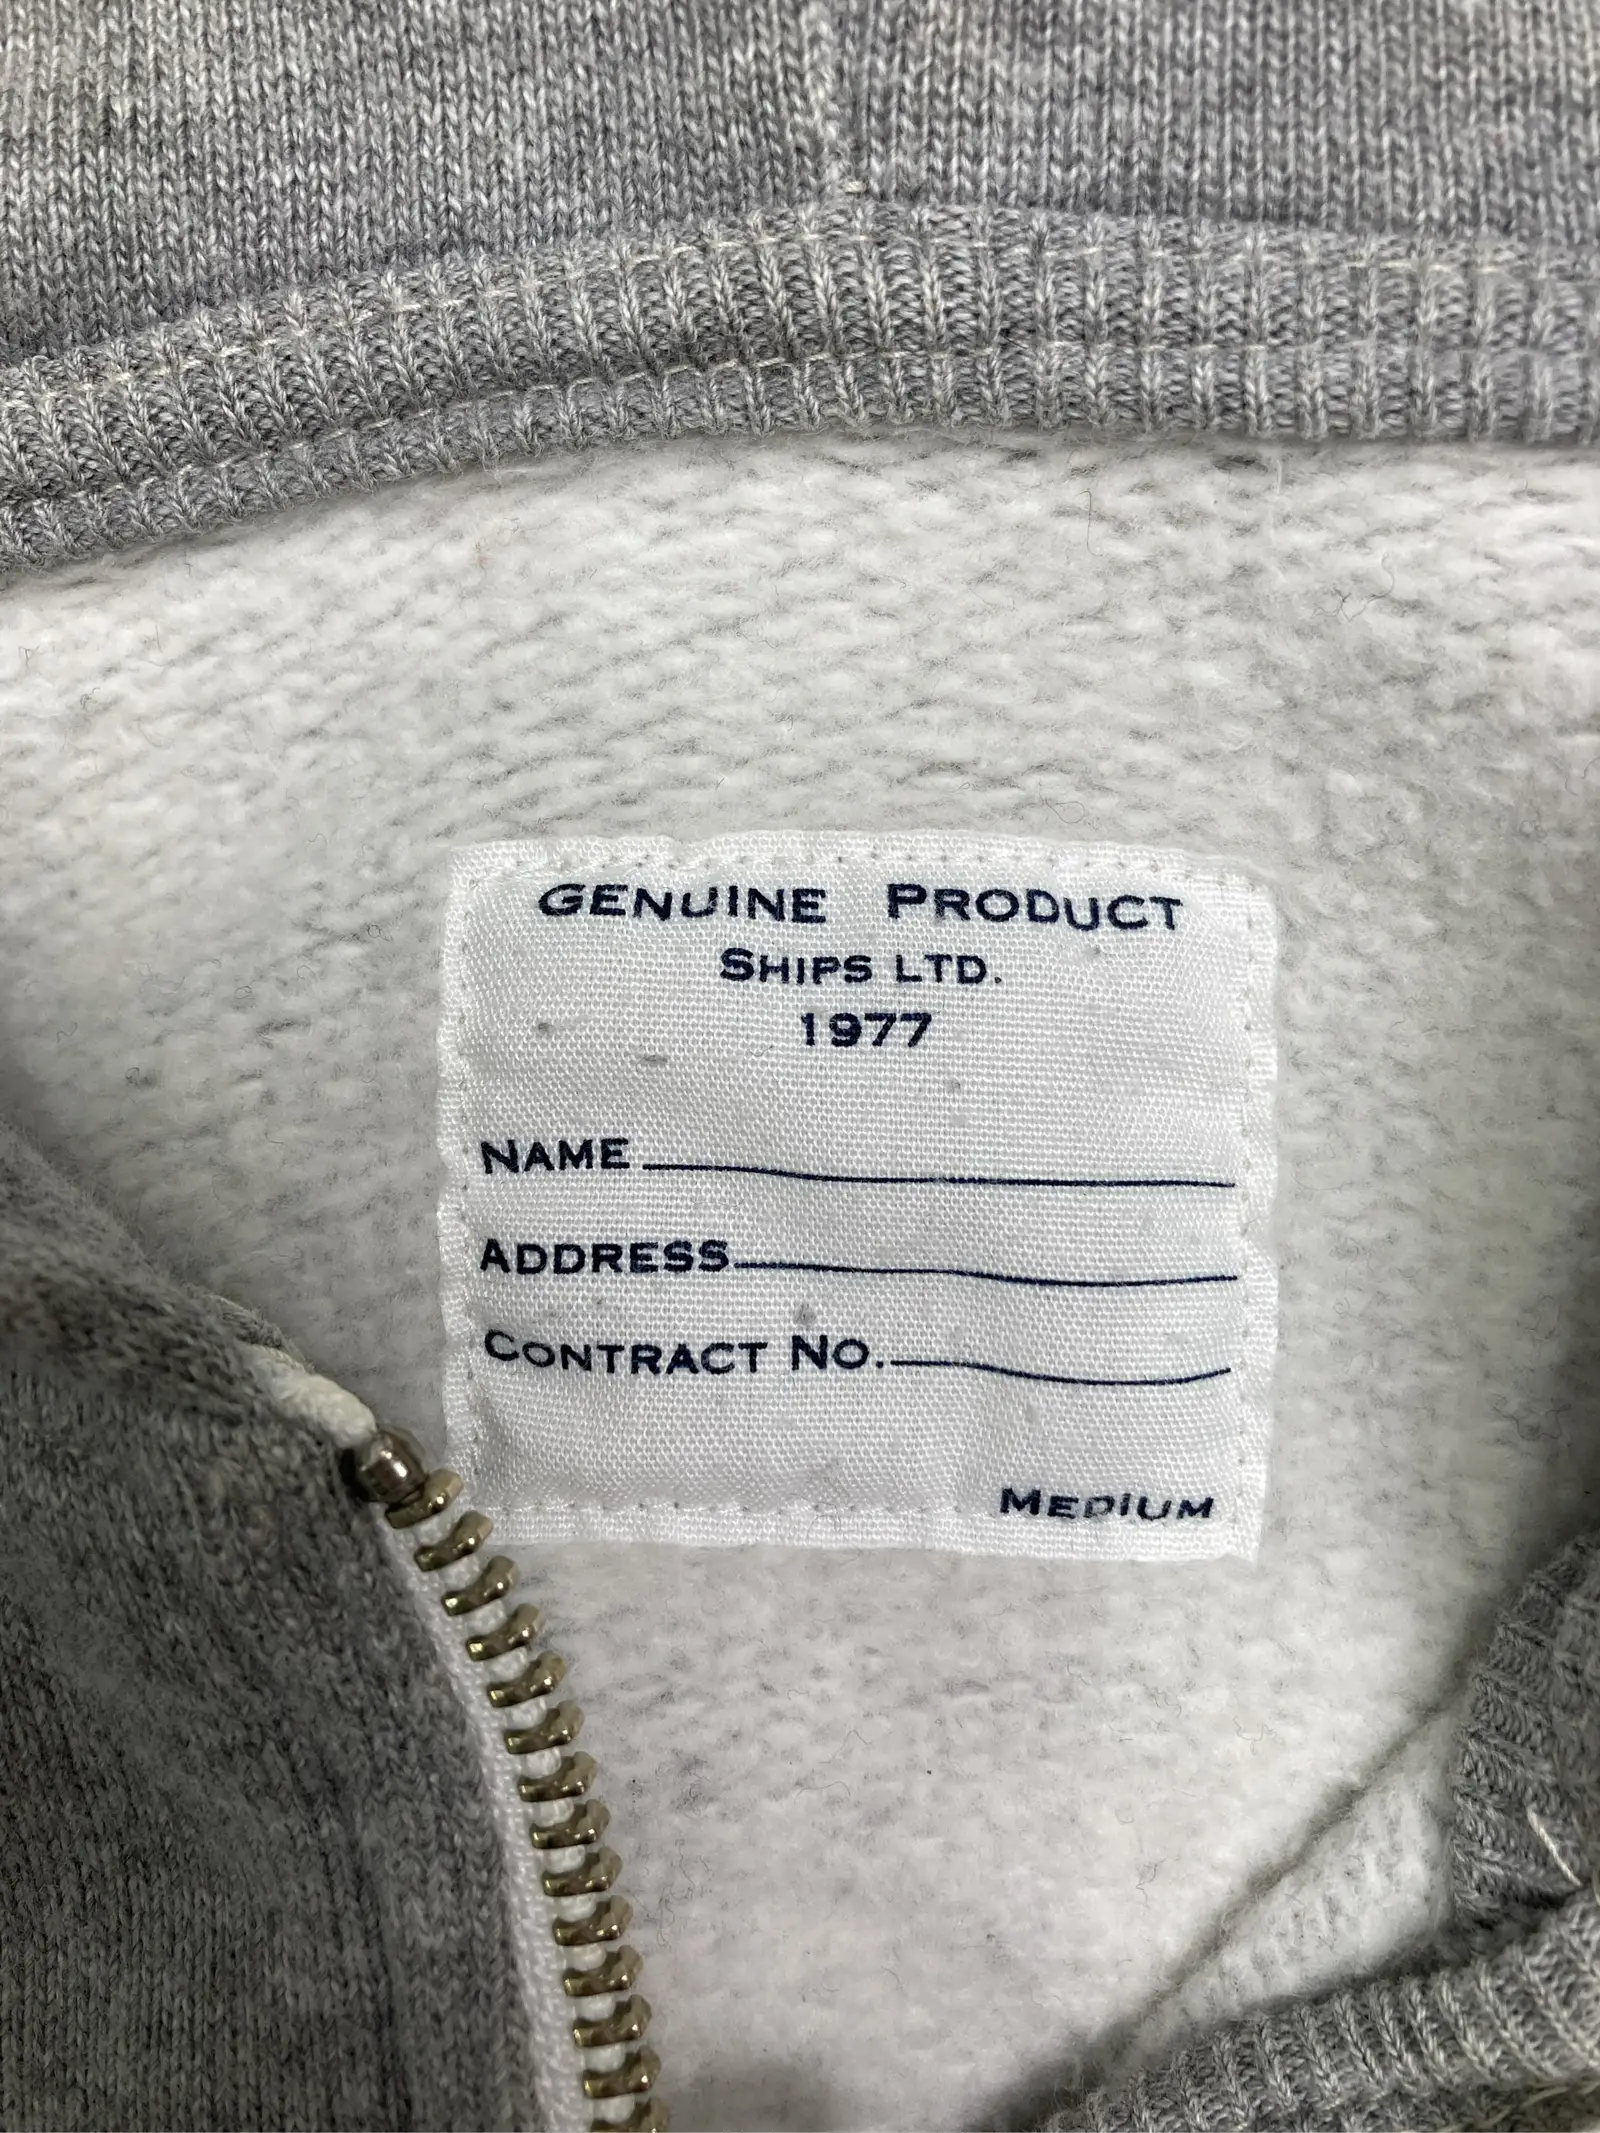 GENUINE PRODUCT
SHIPS LTD.
1977
NAME
ADDRESS
CONTRACT NO.
MEDIUM